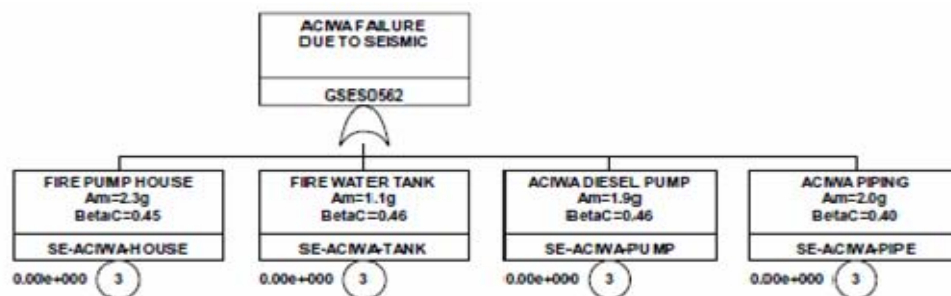 ACIWA FAILURE
DUE TO SEISMIC
GSESO562
FIRE PUMP HOUSE
Am=2.3g
BetaC=0.45
SE-ACIWA-HOUSE
0.00e+000 3
FIRE WATER TANK
Am=1.1g
BetaC=0.46
SE-ACIWA-TANK
0.00e+000 3
ACIWA DIESEL PUMP
Am=1.9g
BetaC=0.46
SE-ACIWA-PUMP
0.00e+000 3
ACIWA PIPING
Am=2.0g
BetaC=0.40
SE-ACIWA-PIPE
0.00e+000 3